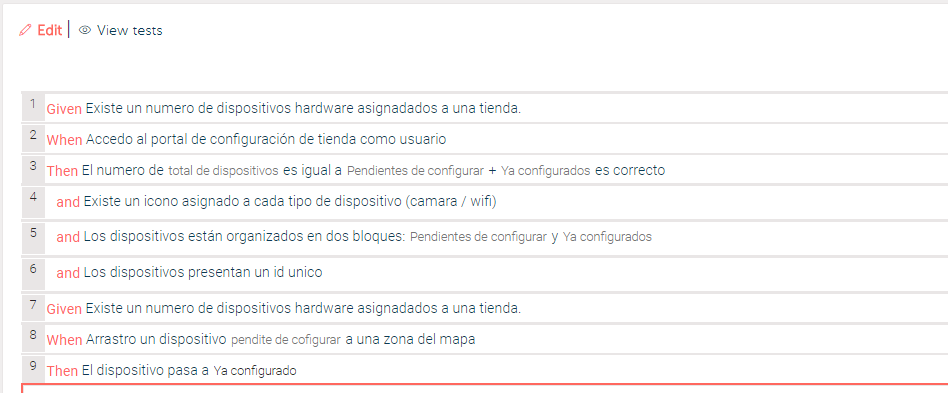 Edit | View tests
1 Given Existe un numero de dispositivos hardware asignadados a una tienda.
2 When Accedo al portal de configuración de tienda como usuario
3 Then El numero de total de dispositivos es igual a Pendientes de configurar + Ya configurados es correcto
4 and Existe un icono asignado a cada tipo de dispositivo (camara / wifi)
5 and Los dispositivos están organizados en dos bloques: Pendientes de configurar y Ya configurados
6 and Los dispositivos presentan un id unico
7 Given Existe un numero de dispositivos hardware asignadados a una tienda.
8 When Arrastro un dispositivo pendite de cofigurar a una zona del mapa
9 Then El dispositivo pasa a Ya configurado